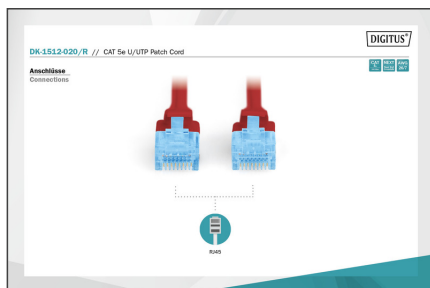 DIGITUS®
DK-1512-020/R // CAT 5e U/UTP Patch Cord
Anschlüsse
Connections
RJ45